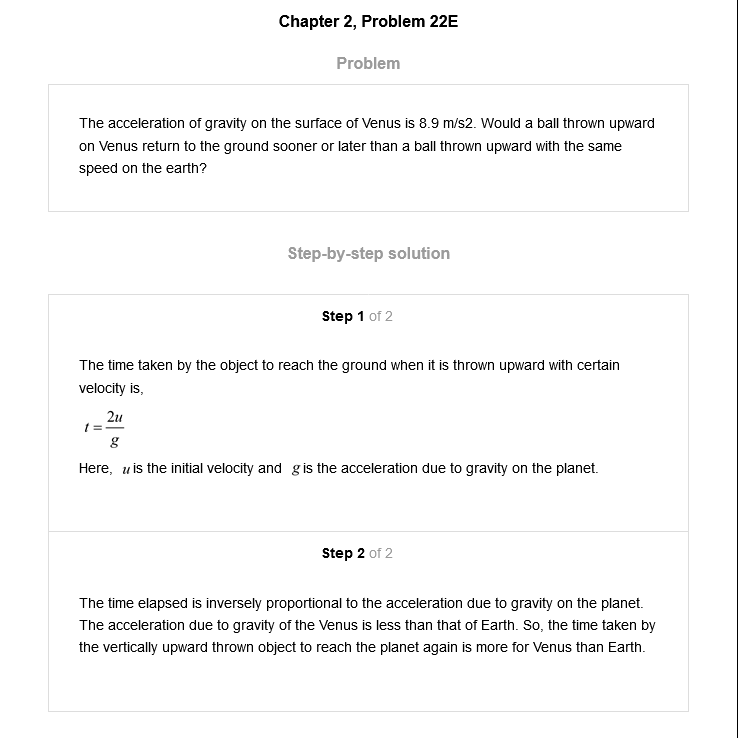 Chapter 2, Problem 22E
Problem
The acceleration of gravity on the surface of Venus is 8.9 m/s2. Would a ball thrown upward
on Venus return to the ground sooner or later than a ball thrown upward with the same
speed on the earth?
Step-by-step solution
Step 1 of 2
The time taken by the object to reach the ground when it is thrown upward with certain
velocity is,
t = 2u/g
Here, u is the initial velocity and g is the acceleration due to gravity on the planet.
Step 2 of 2
The time elapsed is inversely proportional to the acceleration due to gravity on the planet.
The acceleration due to gravity of the Venus is less than that of Earth. So, the time taken by
the vertically upward thrown object to reach the planet again is more for Venus than Earth.